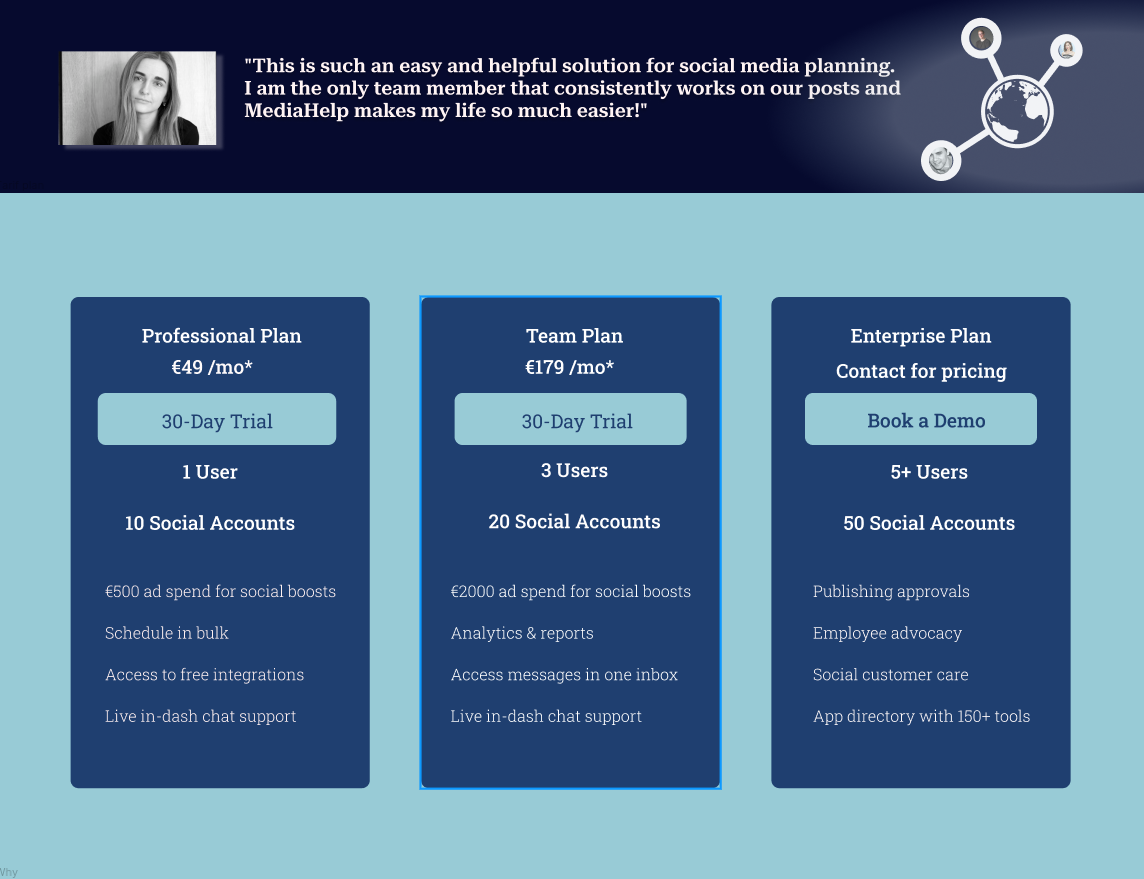 "This is such an easy and helpful solution for social media planning.
I am the only team member that consistently works on our posts and
MediaHelp makes my life so much easier!"
Professional Plan
€49 /mo*
30-Day Trial
1 User
10 Social Accounts
€500 ad spend for social boosts
Schedule in bulk
Access to free integrations
Live in-dash chat support
Team Plan
€179 /mo*
30-Day Trial
3 Users
20 Social Accounts
€2000 ad spend for social boosts
Analytics & reports
Access messages in one inbox
Live in-dash chat support
Enterprise Plan
Contact for pricing
Book a Demo
5+ Users
50 Social Accounts
Publishing approvals
Employee advocacy
Social customer care
App directory with 150+ tools
Why